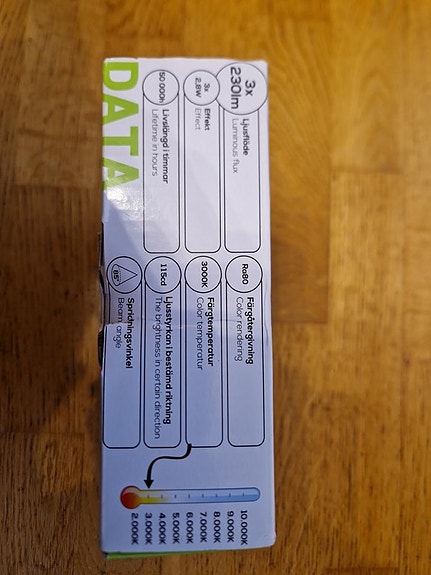 DATA
3x
230lm
Ljusflöde
Luminous flux
3x
2,8W
Effekt
Effect
50 000h
Livslängd i timmar
Lifetime in hours
Ra80
Färgåtergivning
Color rendering
3000K
Färgtemperatur
Color temperatur
115cd
Ljusstyrkan i bestämd riktning
The brightness in certain direction
85°
Spridningsvinkel
Beam angle
10.000K
9.000K
8.000K
7.000K
6.000K
5.000K
4.000K
3.000K
2.000K